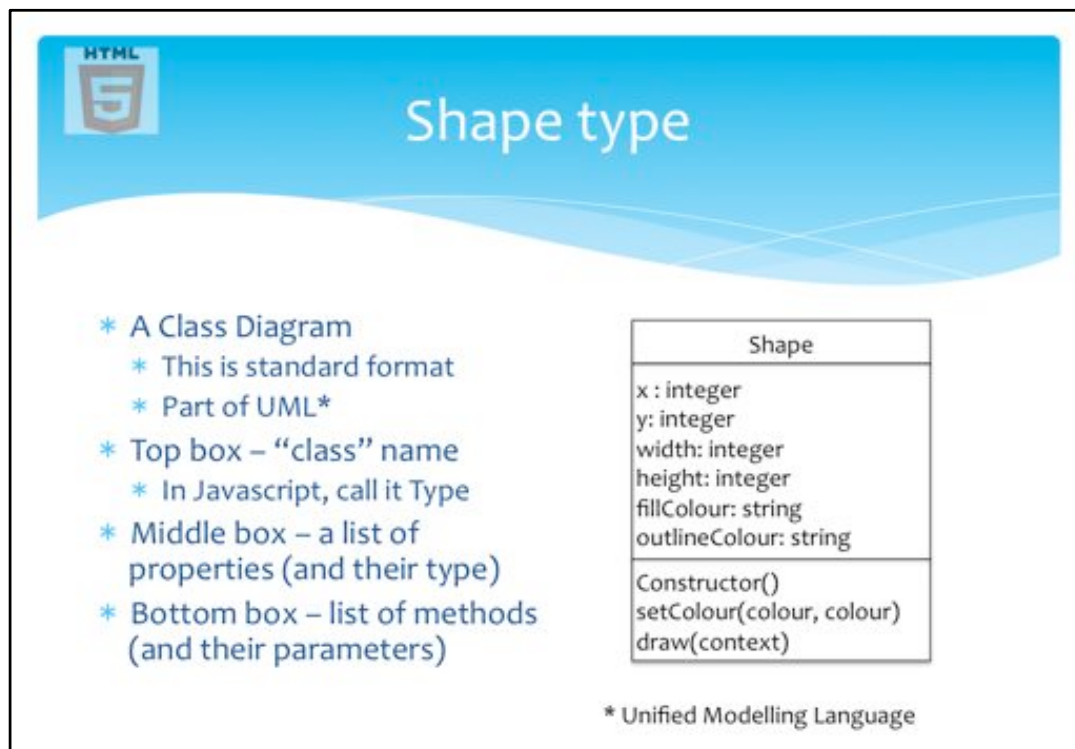 HTML
5
Shape type
* A Class Diagram
* This is standard format
* Part of UML*
* Top box – “class” name
* In Javascript, call it Type
* Middle box – a list of
properties (and their type)
* Bottom box – list of methods
(and their parameters)
Shape
x : integer
y: integer
width: integer
height: integer
fillColour: string
outlineColour: string
Constructor()
setColour(colour, colour)
draw(context)
* Unified Modelling Language